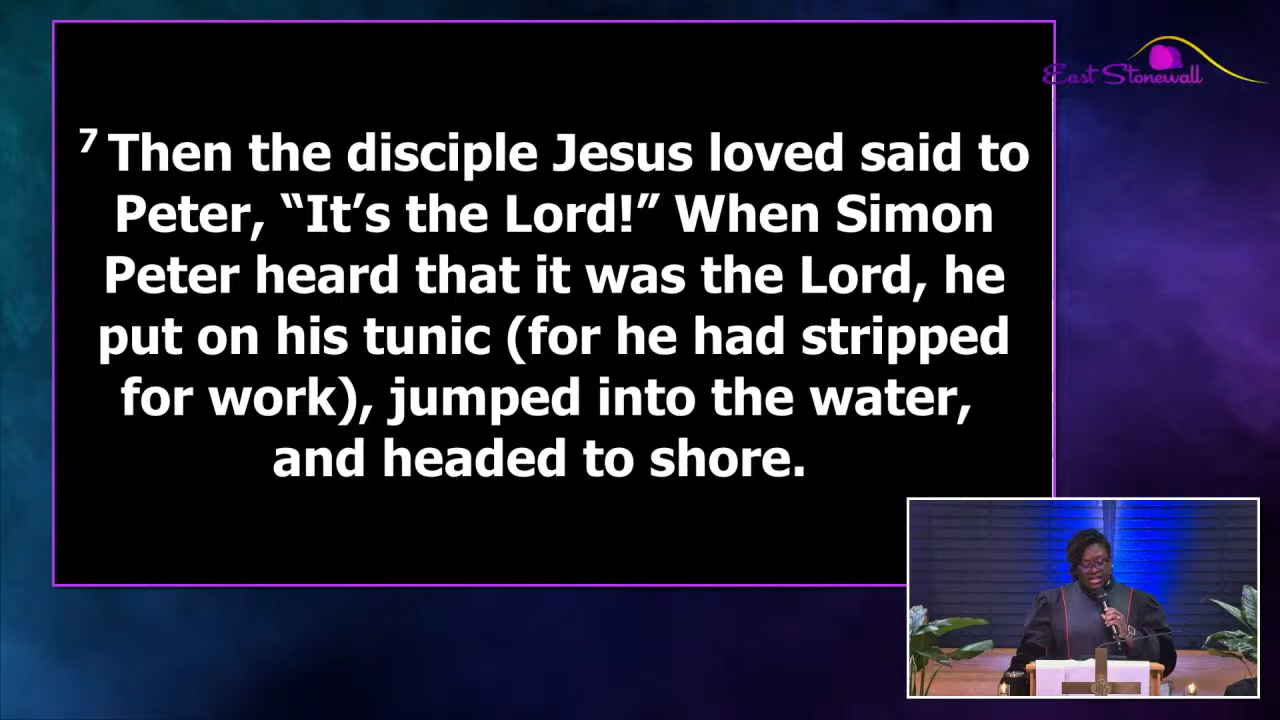 East Stonewall
7 Then the disciple Jesus loved said to
Peter, “It’s the Lord!” When Simon
Peter heard that it was the Lord, he
put on his tunic (for he had stripped
for work), jumped into the water,
and headed to shore.